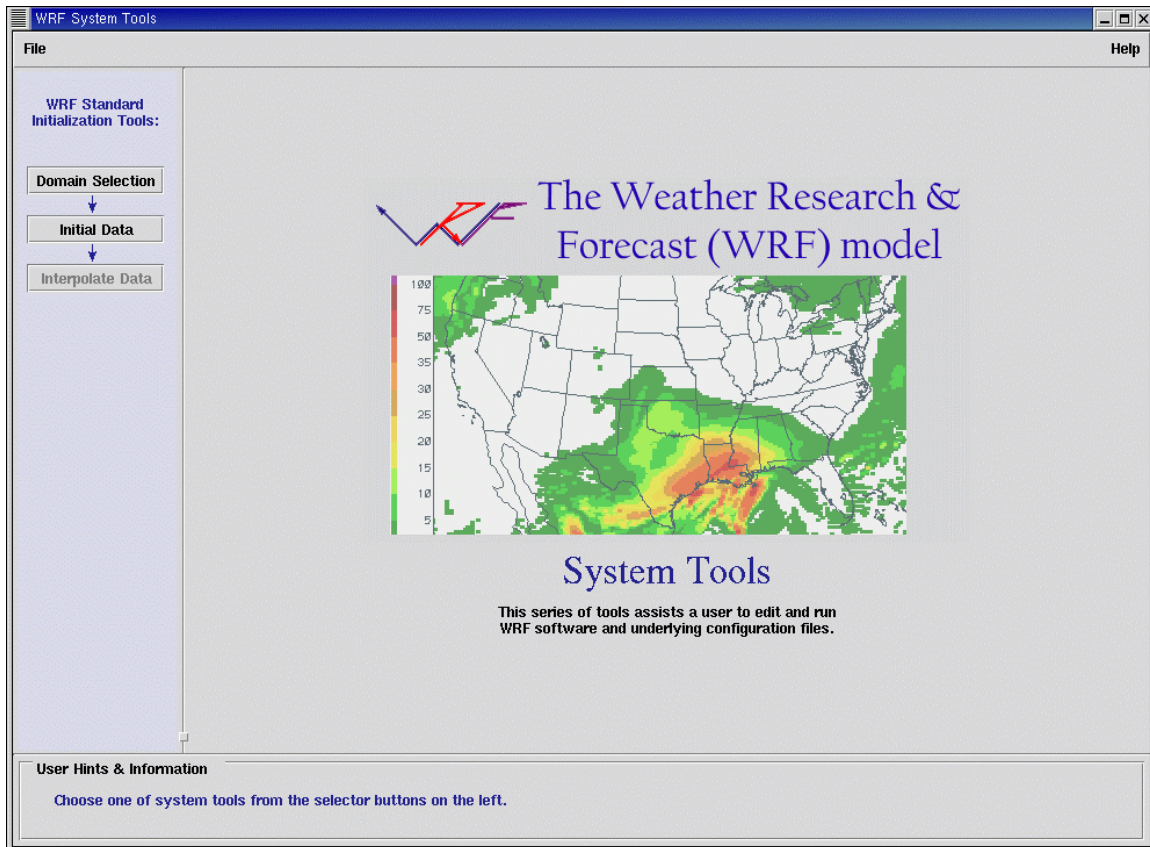 WRF System Tools
File
Help
WRF Standard
Initialization Tools:
Domain Selection
Initial Data
Interpolate Data
The Weather Research &
Forecast (WRF) model
100
75
50
35
30
25
20
15
10
5
System Tools
This series of tools assists a user to edit and run
WRF software and underlying configuration files.
User Hints & Information
Choose one of system tools from the selector buttons on the left.